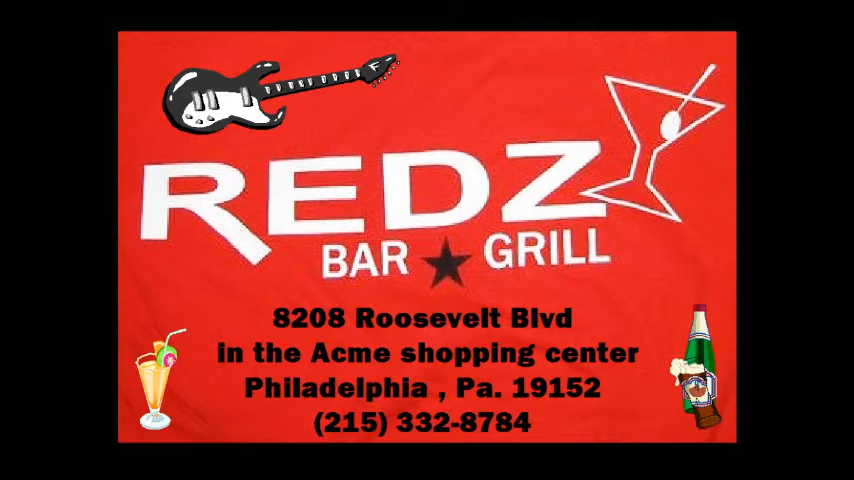 REDZ
BAR ★ GRILL
8208 Roosevelt Blvd
in the Acme shopping center
Philadelphia , Pa. 19152
(215) 332-8784